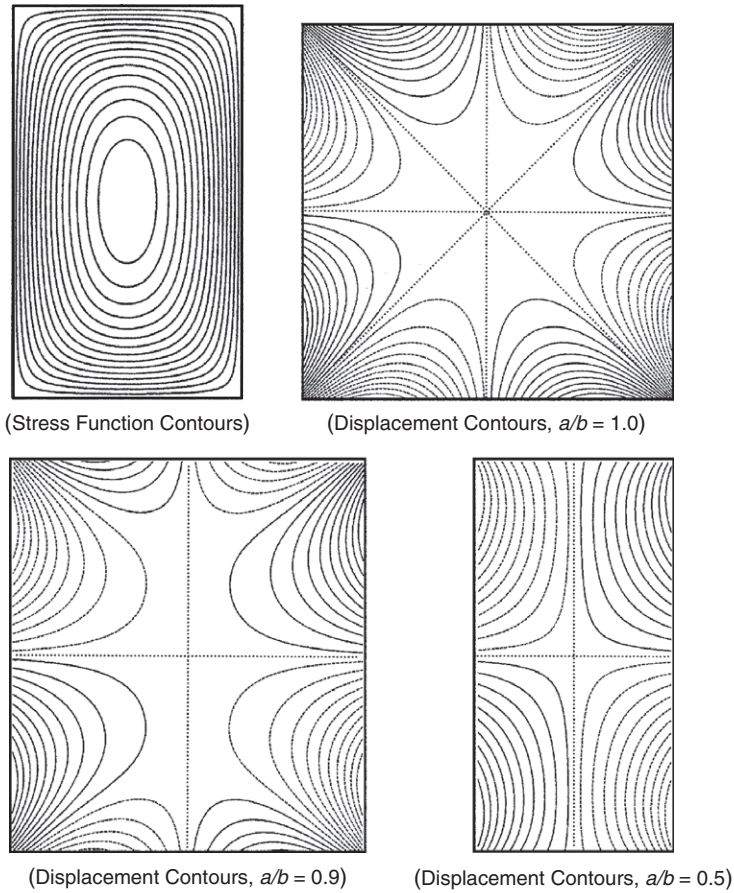 (Stress Function Contours)
(Displacement Contours, a/b = 1.0)
(Displacement Contours, a/b = 0.9)
(Displacement Contours, a/b = 0.5)